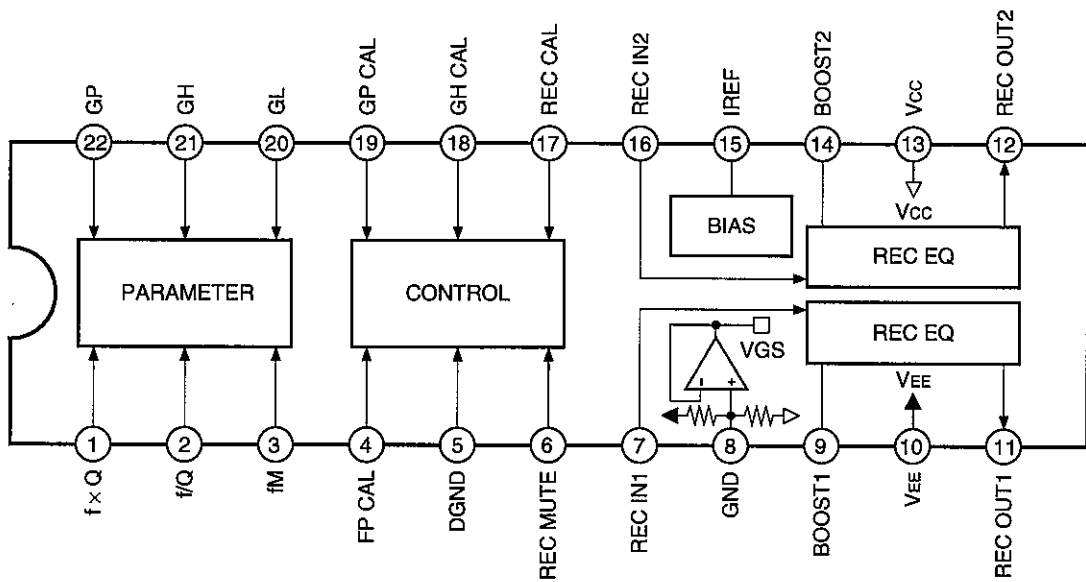 GP
GH
GL
GP CAL
GH CAL
REC CAL
REC IN2
IREF
BOOST2
VCC
REC OUT2
22
21
20
19
18
17
16
15
14
13
12
VCC
PARAMETER
CONTROL
BIAS
REC EQ
REC EQ
VGS
- +
VEE
1
2
3
4
5
6
7
8
9
10
11
f × Q
f/Q
fM
FP CAL
DGND
REC MUTE
REC IN1
GND
BOOST1
VEE
REC OUT1